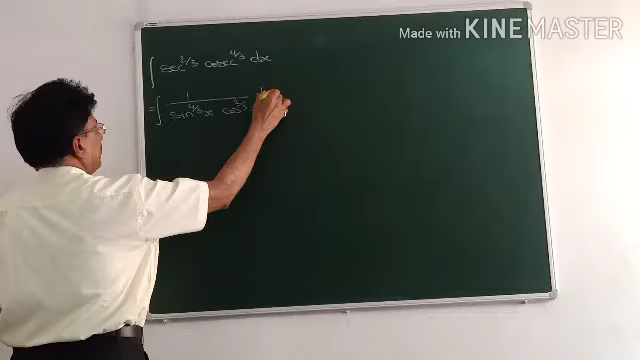 Made with KINEMASTER
∫ sec^2/3 cosec^4/3 dx
= ∫ 1 / sin^4/3 x cos^2/3